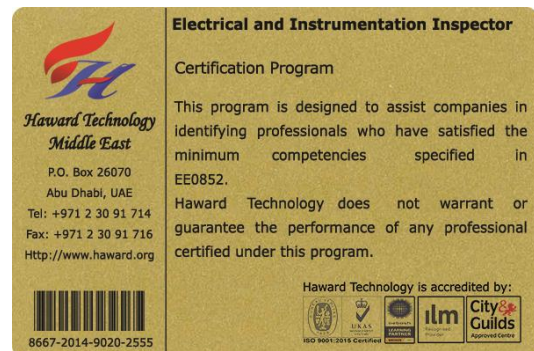 Haward Technology
Middle East
P.O. Box 26070
Abu Dhabi, UAE
Tel: +971 2 30 91 714
Fax: +971 2 30 91 716
Http://www.haward.org
8667-2014-9020-2555
Electrical and Instrumentation Inspector
Certification Program
This program is designed to assist companies in
identifying professionals who have satisfied the
minimum competencies specified in
EE0852.
Haward Technology does not warrant or
guarantee the performance of any professional
certified under this program.
Haward Technology is accredited by:
UKAS
ISO 9001:2015 Certified
ilm
City &
Guilds
Approved Centre